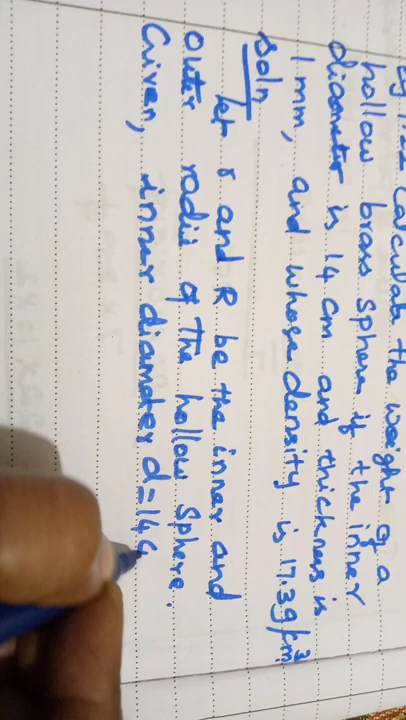 Calculate the weight of a
hollow brass sphere if the inner
diameter is 14 cm and thickness is
1 mm, and whose density is 17.3g/cm³
soln
let r and R be the inner and
outer radii of the hollow sphere.
Given, inner diameter d=14c